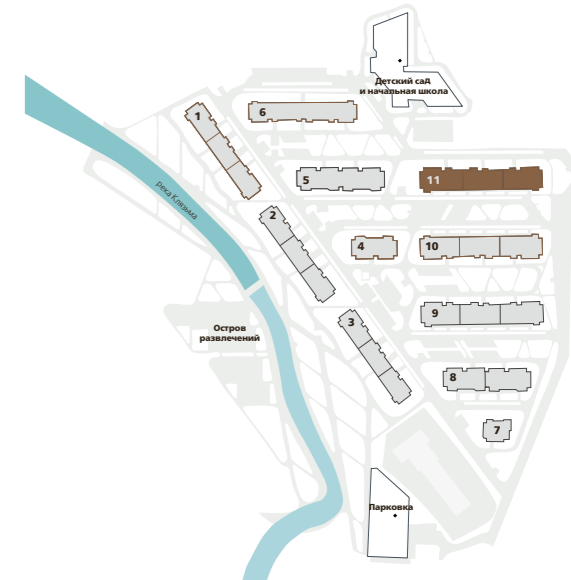 Детский сад
и начальная школа
1
6
5
11
река Клязьма
2
4
10
3
9
Остров
развлечений
8
7
Парковка